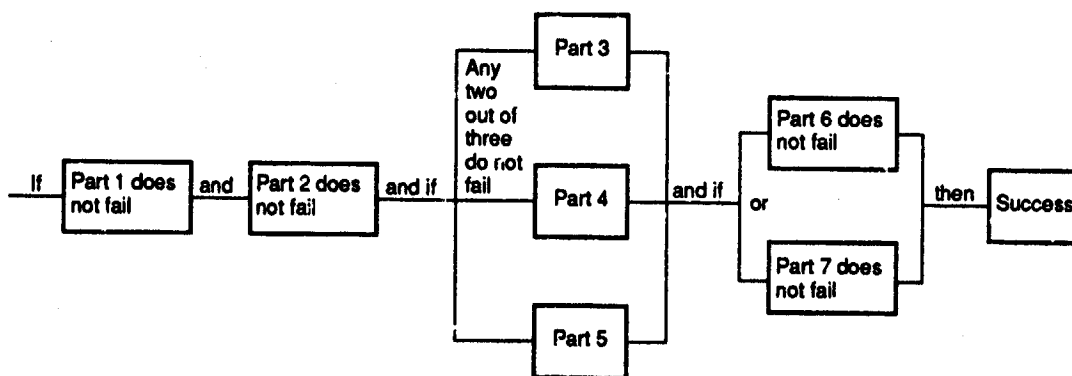 If
Part 1 does
not fail
and
Part 2 does
not fail
and if
Any
two
out of
three
do not
fail
Part 3
Part 4
Part 5
and if
or
Part 6 does
not fail
Part 7 does
not fail
then
Success